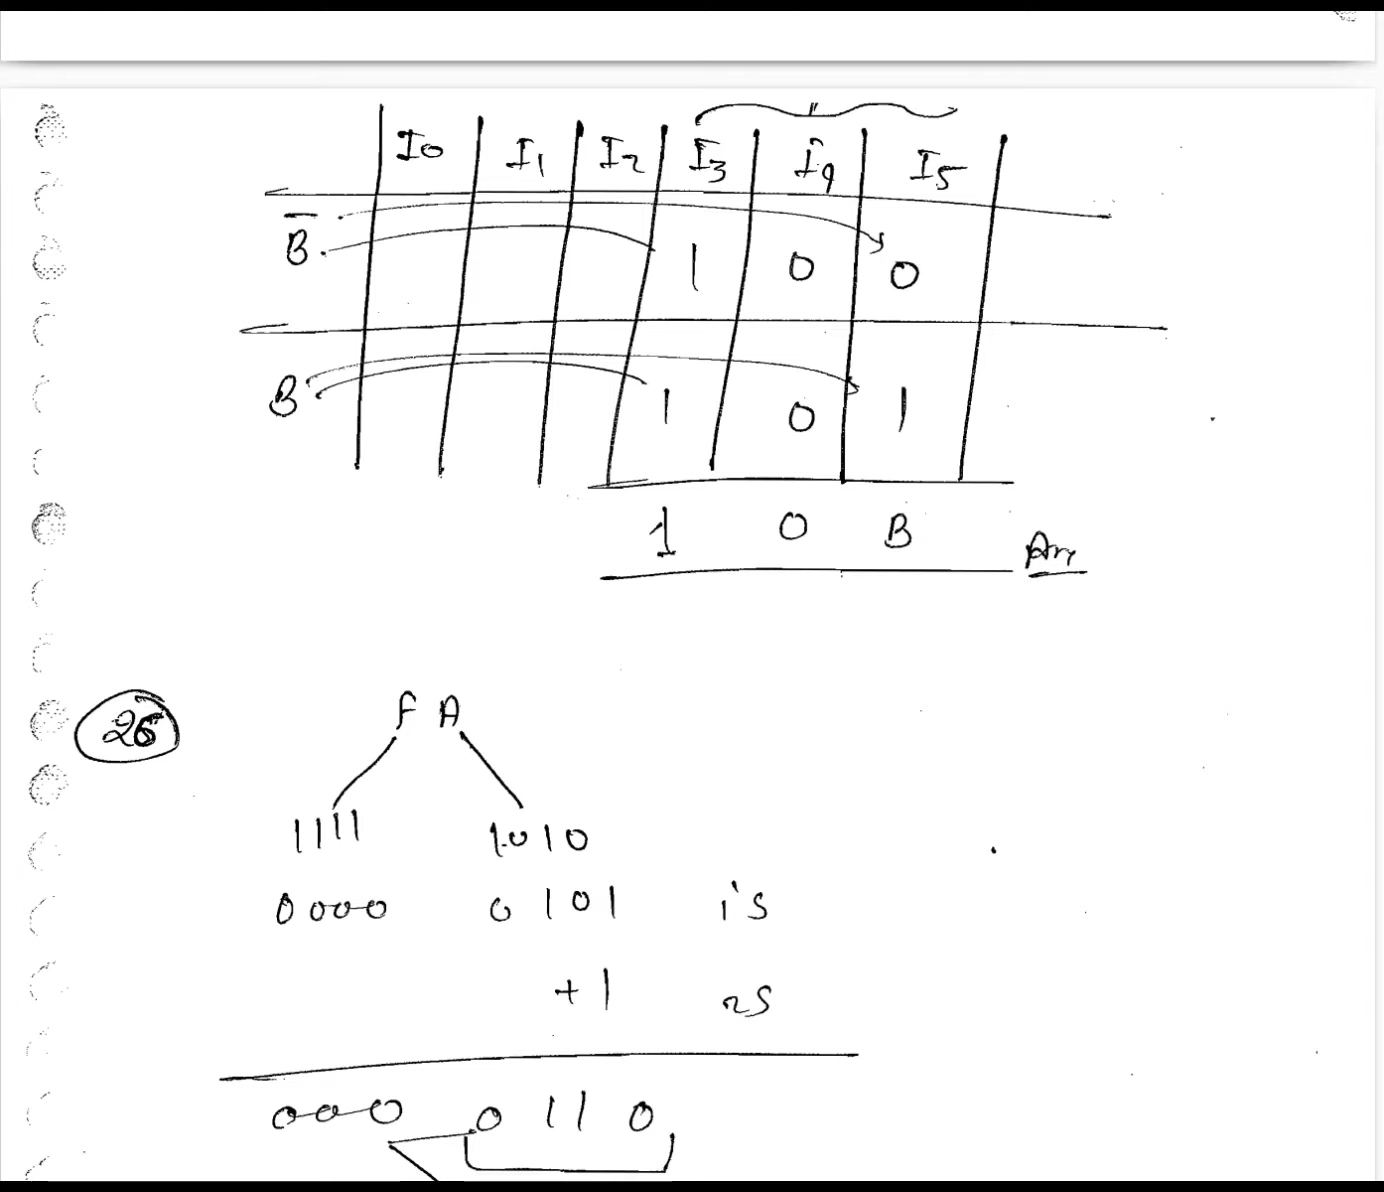 I0 I1 I2 I3 I4 I5
B̅ 1 0 0
B 1 0 1
1 0 B Ans
26
F A
1111 1010
0000 0101 1's
+1 2s
000 0110